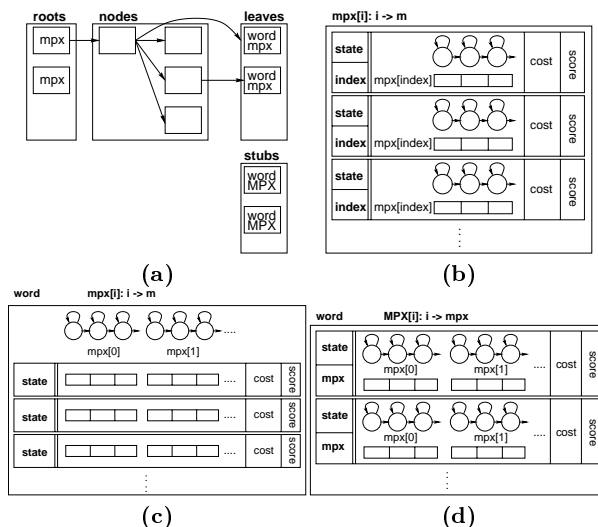 roots nodes leaves
mpx
word
mpx
mpx
word
mpx
stubs
word
MPX
word
MPX
(a)
mpx[i]: i -> m
state
index mpx[index] cost score
state
index mpx[index] cost score
state
index mpx[index] cost score
(b)
word mpx[i]: i -> m
....
mpx[0] mpx[1]
state .... cost score
state .... cost score
state .... cost score
(c)
word MPX[i]: i -> mpx
state
mpx[0] mpx[1] .... cost score
mpx
state
mpx[0] mpx[1] .... cost score
mpx
(d)